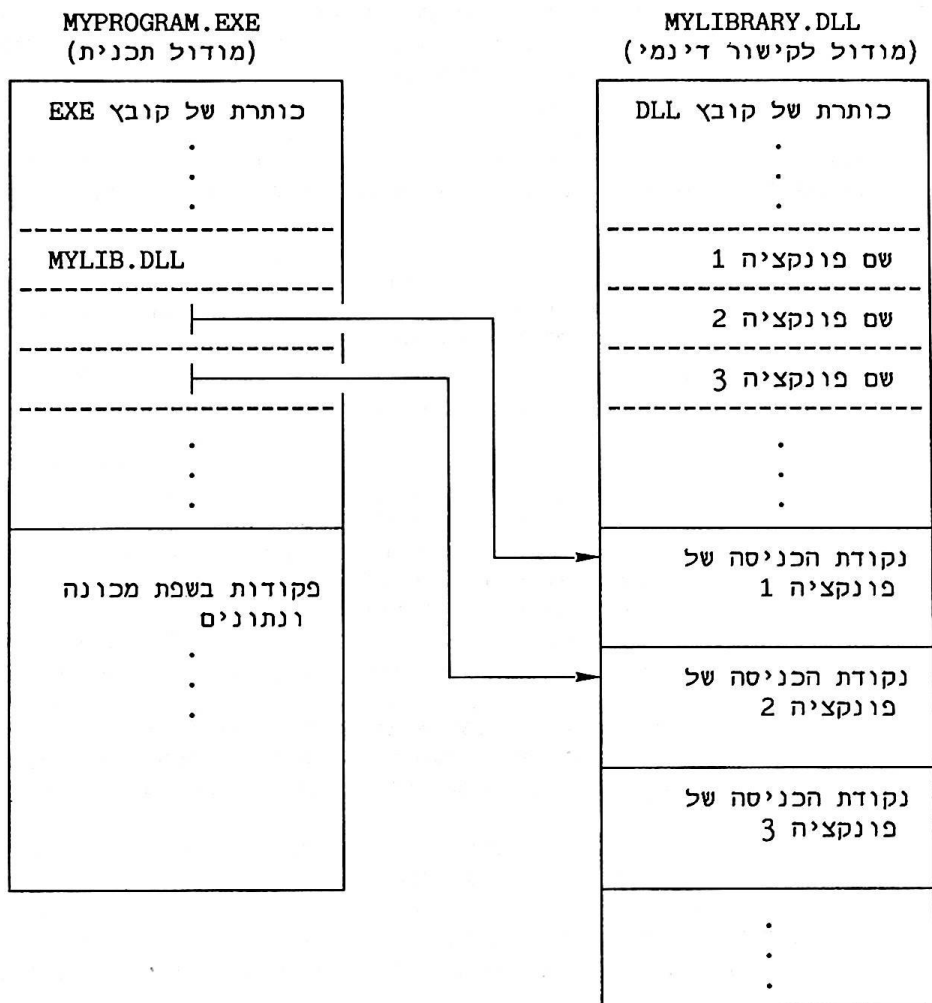 MYPROGRAM.EXE
(מודול תכנית)
כותרת של קובץ EXE
MYLIB.DLL
פקודות בשפת מכונה
ונתונים
MYLIBRARY.DLL
(מודול לקישור דינמי)
כותרת של קובץ DLL
שם פונקציה 1
שם פונקציה 2
שם פונקציה 3
נקודת הכניסה של
פונקציה 1
נקודת הכניסה של
פונקציה 2
נקודת הכניסה של
פונקציה 3